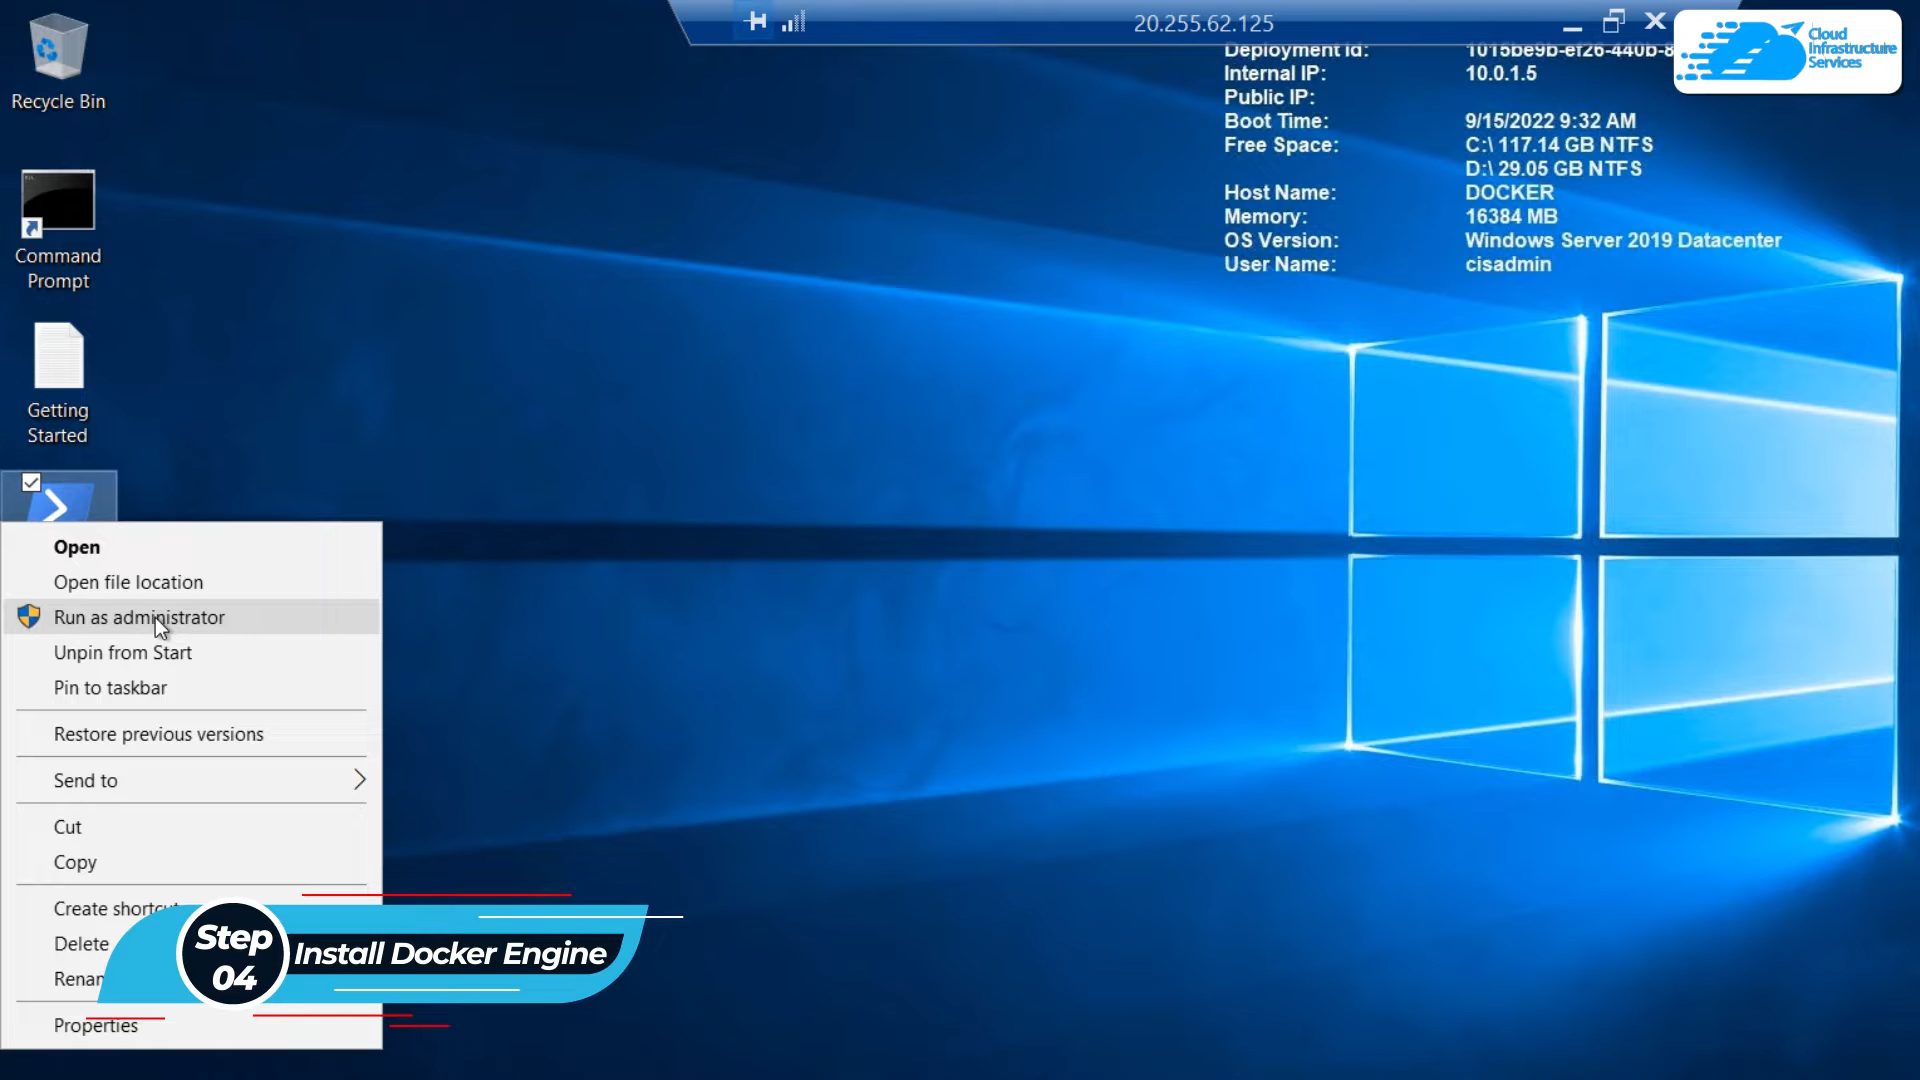 20.255.62.125
Cloud
Infrastructure
Services
Deployment Id: 1015be9b-ef26-440b-8
Internal IP: 10.0.1.5
Public IP:
Boot Time: 9/15/2022 9:32 AM
Free Space: C:\ 117.14 GB NTFS
D:\ 29.05 GB NTFS
Host Name: DOCKER
Memory: 16384 MB
OS Version: Windows Server 2019 Datacenter
User Name: cisadmin
Recycle Bin
Command
Prompt
Getting
Started
Open
Open file location
Run as administrator
Unpin from Start
Pin to taskbar
Restore previous versions
Send to
Cut
Copy
Create shortcut
Delete
Renam
Properties
Step
04
Install Docker Engine